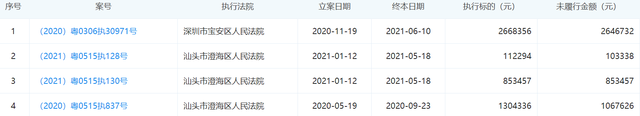 序号 案号 执行法院 立案日期 终本日期 执行标的（元） 未履行金额（元）
1 （2020）粤0306执30971号 深圳市宝安区人民法院 2020-11-19 2021-06-10 2668356 2646732
2 （2021）粤0515执128号 汕头市澄海区人民法院 2021-01-12 2021-05-18 112294 103338
3 （2021）粤0515执130号 汕头市澄海区人民法院 2021-01-12 2021-05-18 853457 853457
4 （2020）粤0515执837号 汕头市澄海区人民法院 2020-05-19 2020-09-23 1304336 1067626